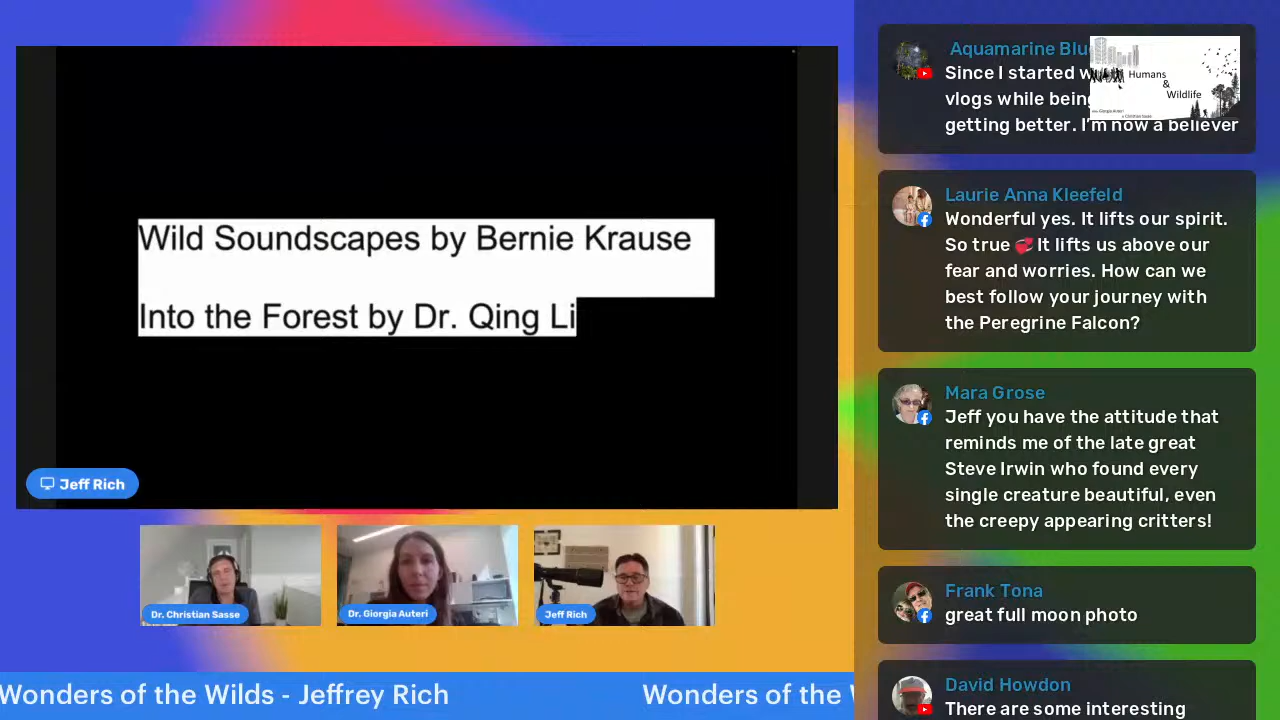 Wild Soundscapes by Bernie Krause
Into the Forest by Dr. Qing Li
Jeff Rich
Dr. Christian Sasse
Dr. Giorgia Auteri
Jeff Rich
Wonders of the Wilds - Jeffrey Rich
Wonders of the
Aquamarine
Since I started
vlogs while
getting better. I'm now a believer
Humans
&
Wildlife
Laurie Anna Kleefeld
Wonderful yes. It lifts our spirit.
So true 💞 It lifts us above our
fear and worries. How can we
best follow your journey with
the Peregrine Falcon?
Mara Grose
Jeff you have the attitude that
reminds me of the late great
Steve Irwin who found every
single creature beautiful, even
the creepy appearing critters!
Frank Tona
great full moon photo
David Howdon
There are some interesting